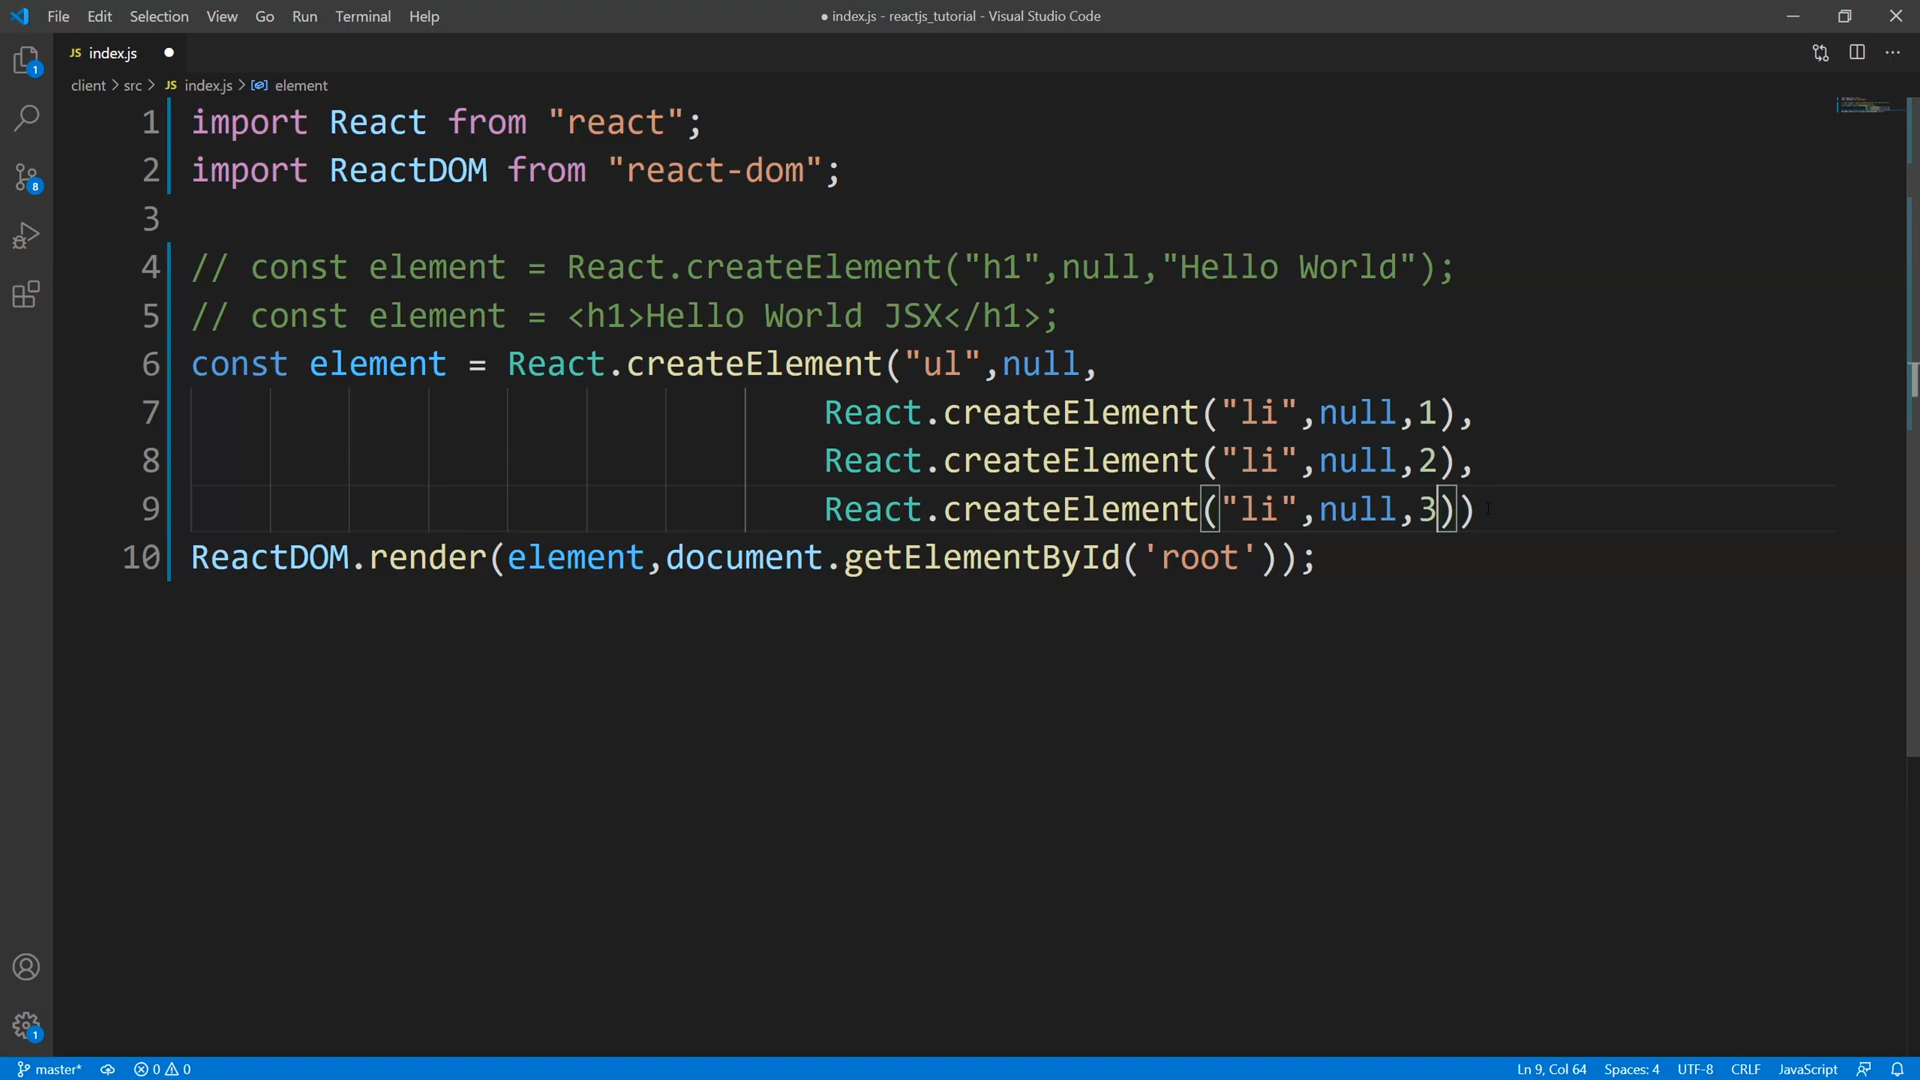 File Edit Selection View Go Run Terminal Help
● index.js - reactjs_tutorial - Visual Studio Code
JS index.js ●
client > src > JS index.js > element
1 import React from "react";
2 import ReactDOM from "react-dom";
3
4 // const element = React.createElement("h1",null,"Hello World");
5 // const element = <h1>Hello World JSX</h1>;
6 const element = React.createElement("ul",null,
7 React.createElement("li",null,1),
8 React.createElement("li",null,2),
9 React.createElement("li",null,3))
10 ReactDOM.render(element,document.getElementById('root'));
1
8
1
master* 0 0 Ln 9, Col 64 Spaces: 4 UTF-8 CRLF JavaScript